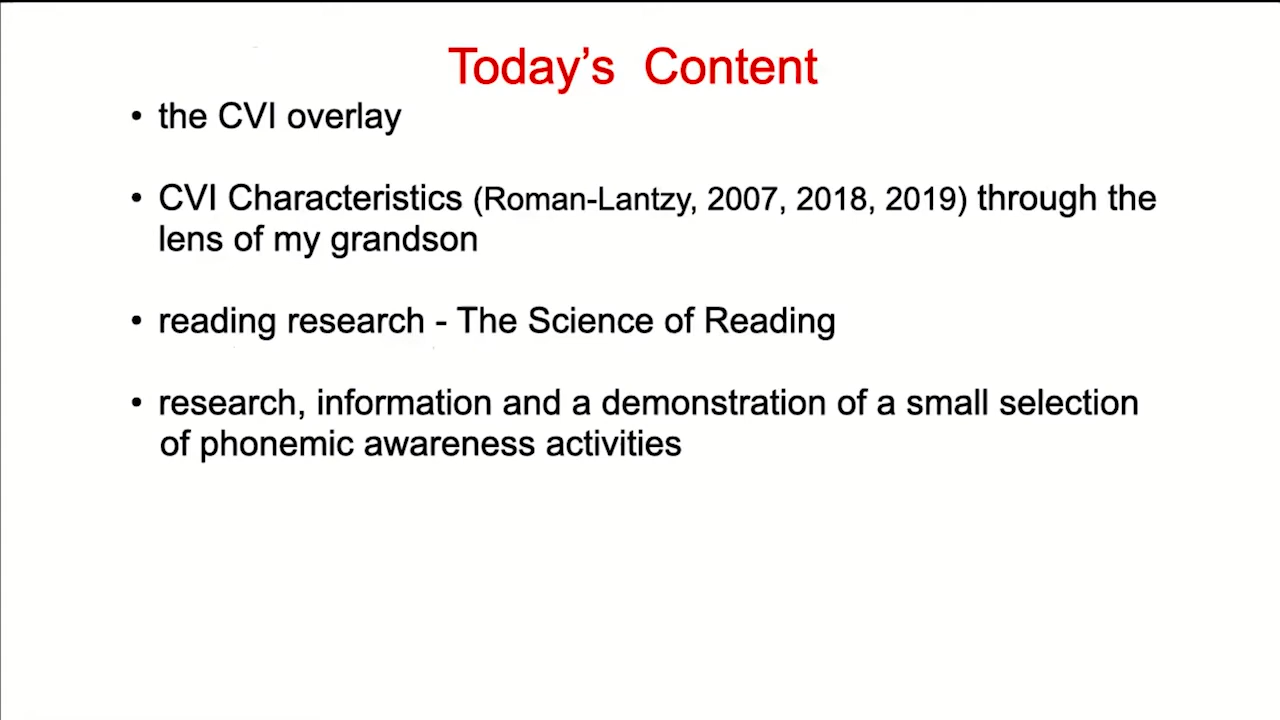 Today’s Content
• the CVI overlay
• CVI Characteristics (Roman-Lantzy, 2007, 2018, 2019) through the
lens of my grandson
• reading research - The Science of Reading
• research, information and a demonstration of a small selection
of phonemic awareness activities